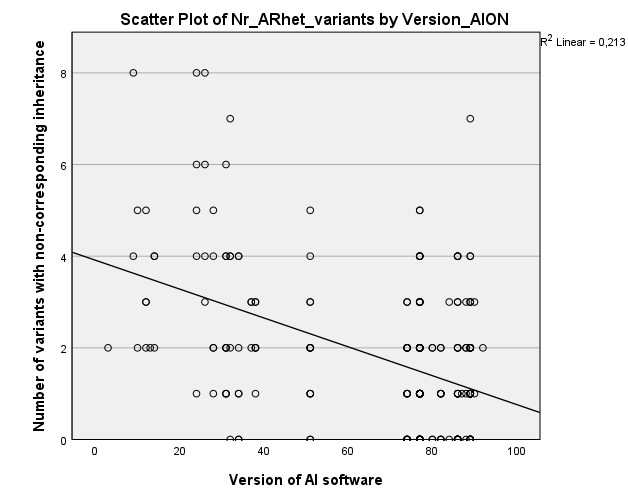 Scatter Plot of Nr_ARhet_variants by Version_AION
R2 Linear = 0,213
Number of variants with non-corresponding inheritance
8
6
4
2
0
0 20 40 60 80 100
Version of AI software